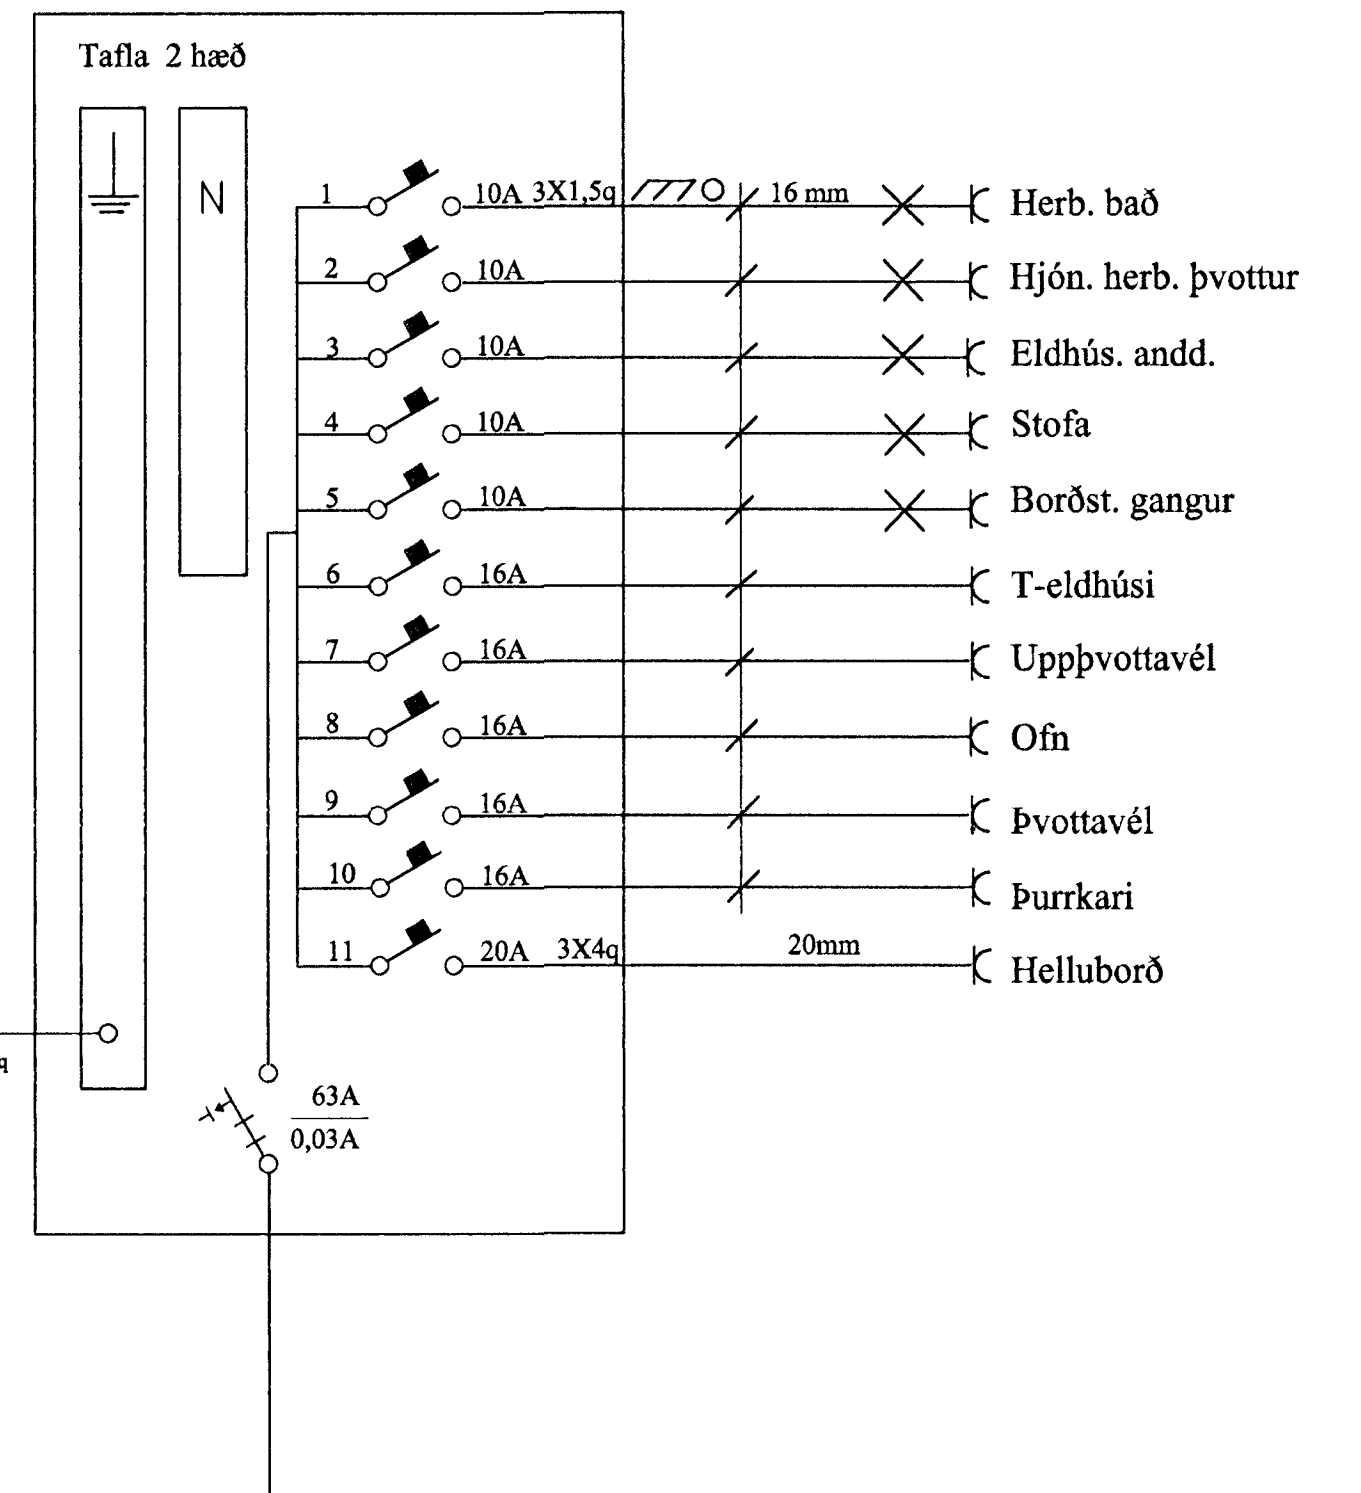 Tafla 2 hæð
N
1 10A 3X1,5q 16 mm Herb. bað
2 10A Hjón. herb. þvottur
3 10A Eldhús. andd.
4 10A Stofa
5 10A Borðst. gangur
6 16A T-eldhúsi
7 16A Uppþvottavél
8 16A Ofn
9 16A Þvottavél
10 16A Þurrkari
11 20A 3X4q 20mm Helluborð
q
63A
0,03A